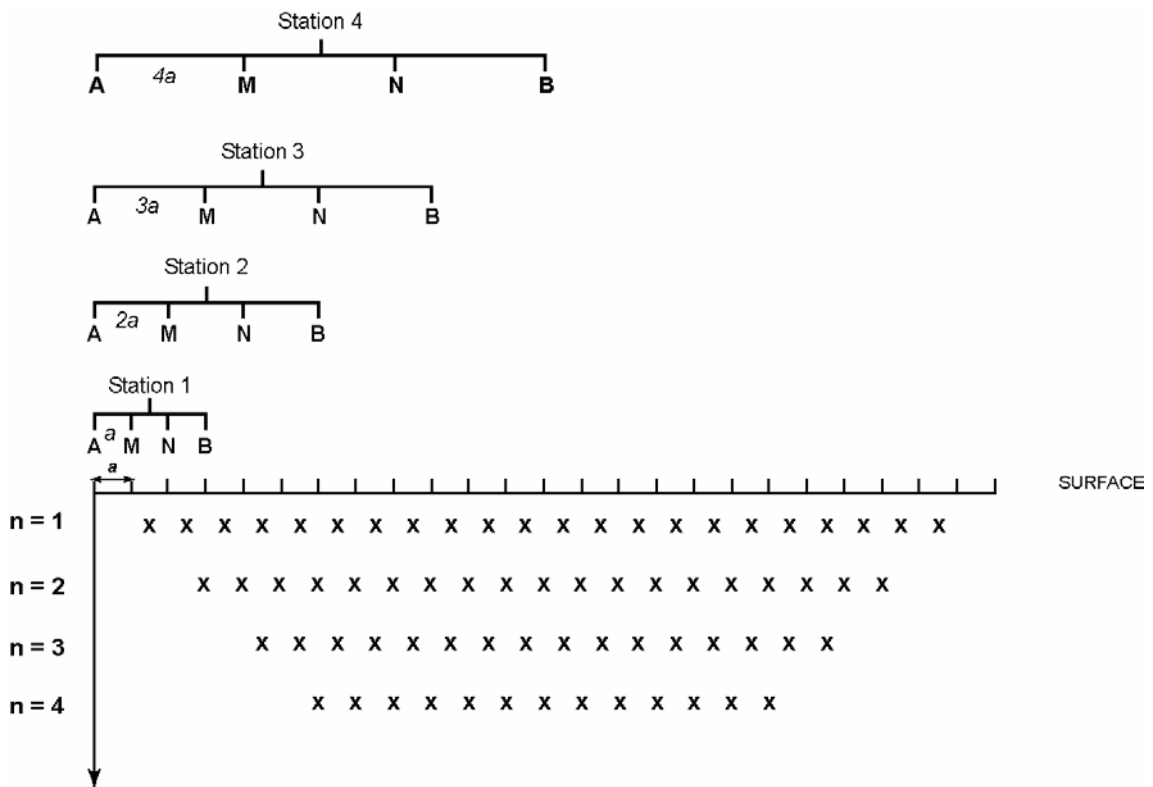 Station 4
4a
A M N B
Station 3
3a
A M N B
Station 2
2a
A M N B
Station 1
a
A M N B
a
SURFACE
n = 1 x x x x x x x x x x x x x x x x x x x x x x
n = 2 x x x x x x x x x x x x x x x x x x x
n = 3 x x x x x x x x x x x x x x x x
n = 4 x x x x x x x x x x x x x